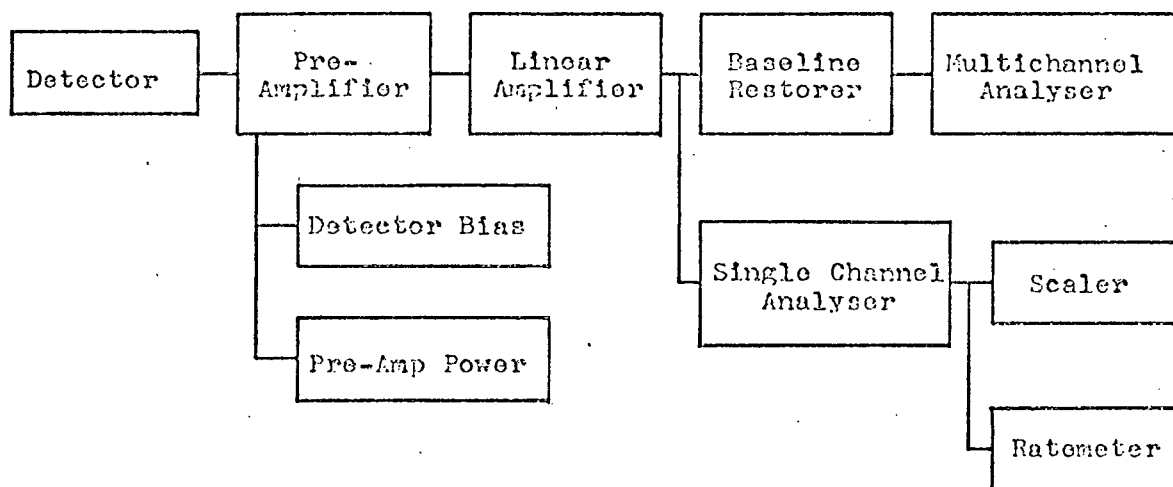 Detector
Pre-
Amplifier
Linear
Amplifier
Baseline
Restorer
Multichannel
Analyser
Detector Bias
Pre-Amp Power
Single Channel
Analyser
Scaler
Ratemeter